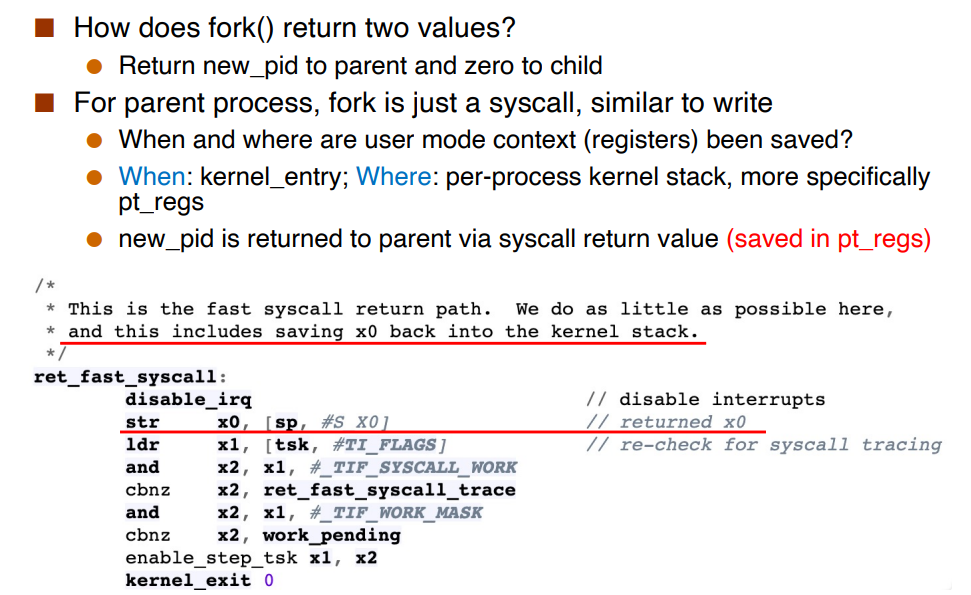 How does fork() return two values?
Return new_pid to parent and zero to child
For parent process, fork is just a syscall, similar to write
When and where are user mode context (registers) been saved?
When: kernel_entry; Where: per-process kernel stack, more specifically
pt_regs
new_pid is returned to parent via syscall return value (saved in pt_regs)
/*
 * This is the fast syscall return path.  We do as little as possible here,
 * and this includes saving x0 back into the kernel stack.
 */
ret_fast_syscall:
        disable_irq                             // disable interrupts
        str     x0, [sp, #S_X0]                 // returned x0
        ldr     x1, [tsk, #TI_FLAGS]            // re-check for syscall tracing
        and     x2, x1, #_TIF_SYSCALL_WORK
        cbnz    x2, ret_fast_syscall_trace
        and     x2, x1, #_TIF_WORK_MASK
        cbnz    x2, work_pending
        enable_step_tsk x1, x2
        kernel_exit 0